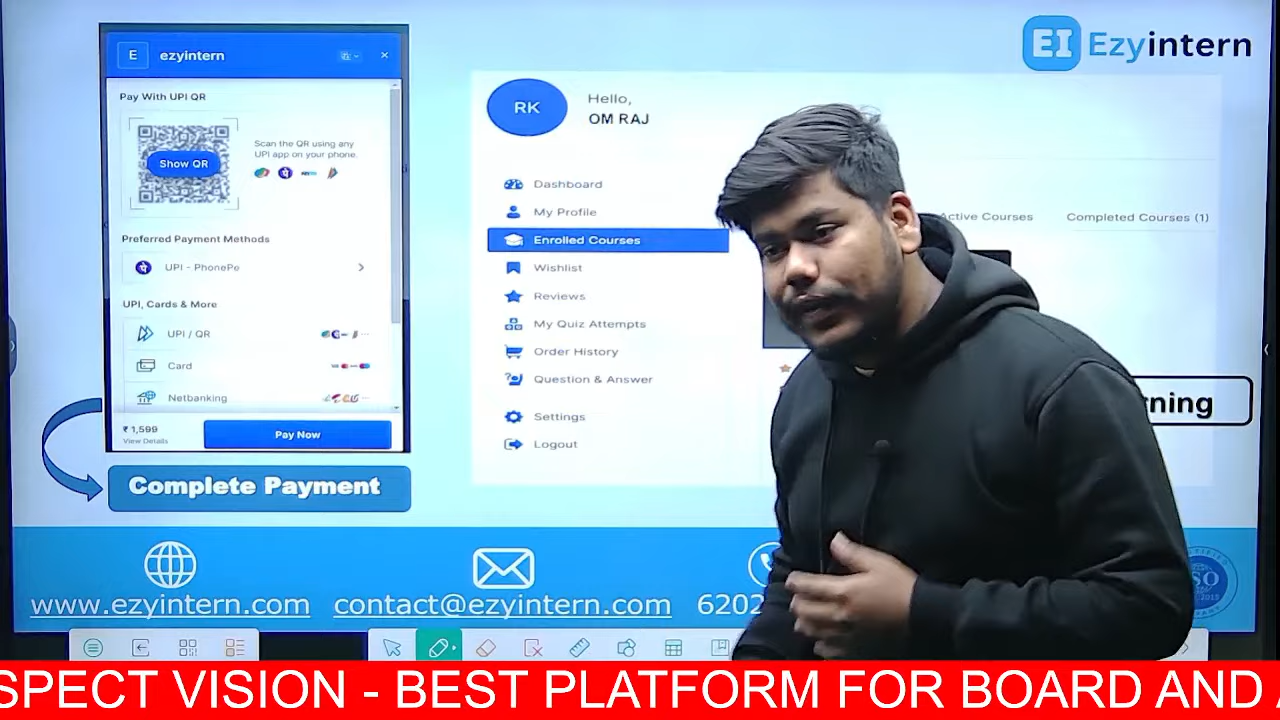 E ezyintern
Pay With UPI QR
Show QR
Scan the QR using any
UPI app on your phone.
Preferred Payment Methods
UPI - PhonePe
UPI, Cards & More
UPI / QR
Card
Netbanking
₹ 1,599
View Details
Pay Now
Complete Payment
EI Ezyintern
RK
Hello,
OM RAJ
Dashboard
My Profile
Enrolled Courses
Wishlist
Reviews
My Quiz Attempts
Order History
Question & Answer
Settings
Logout
Active Courses
Completed Courses (1)
rning
www.ezyintern.com
contact@ezyintern.com
6202
SPECT VISION - BEST PLATFORM FOR BOARD AND